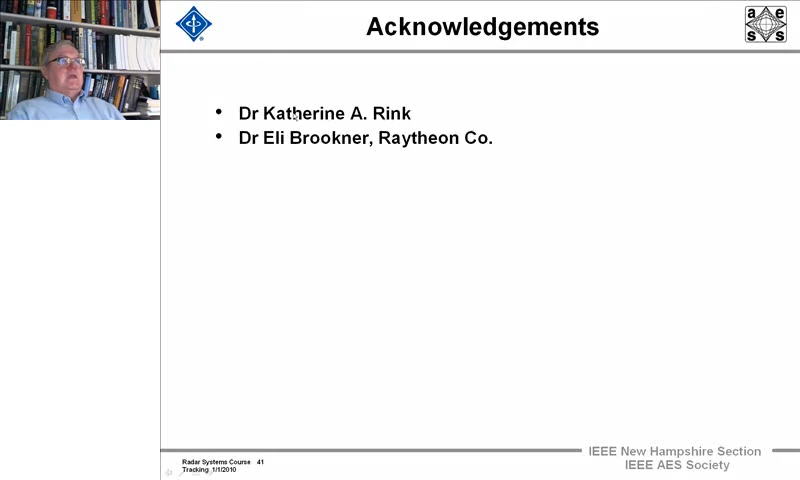 Acknowledgements
a e
s s
• Dr Katherine A. Rink
• Dr Eli Brookner, Raytheon Co.
IEEE New Hampshire Section
IEEE AES Society
Radar Systems Course 41
Tracking 1/1/2010